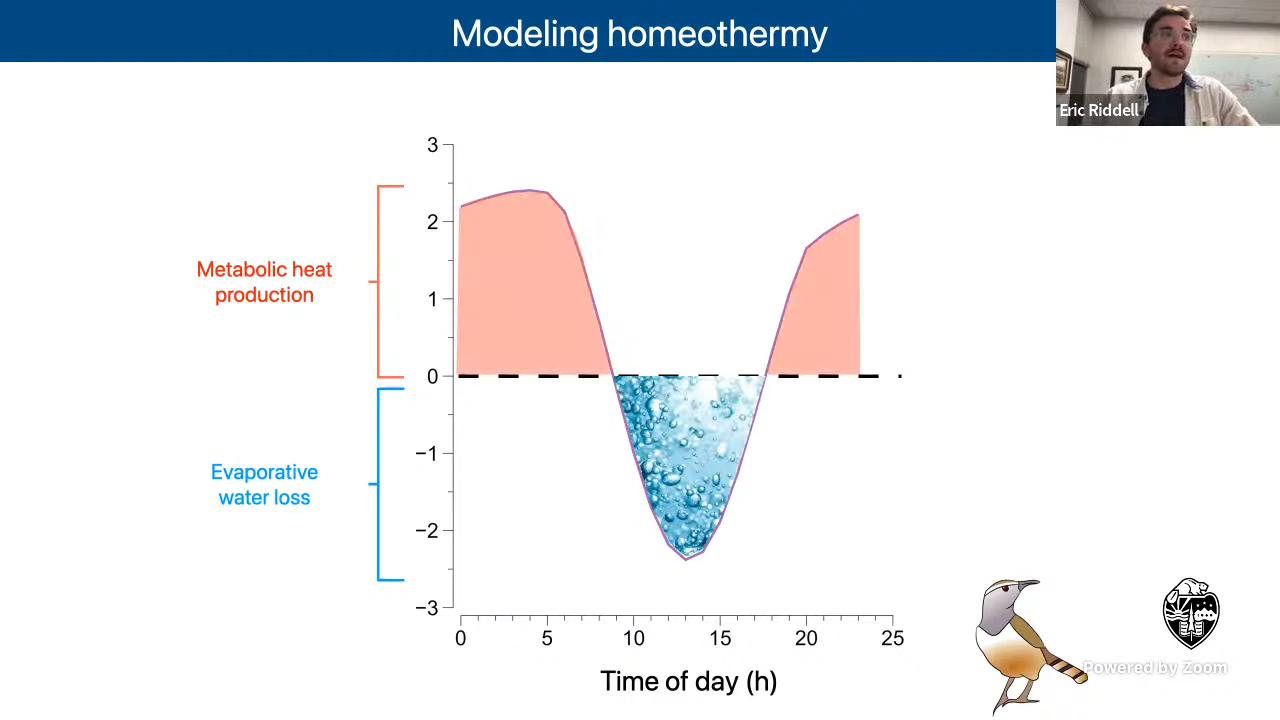 Modeling homeothermy
Eric Riddell
3
2
1
0
−1
−2
−3
Metabolic heat
production
Evaporative
water loss
0 5 10 15 20 25
Time of day (h)
Powered by Zoom